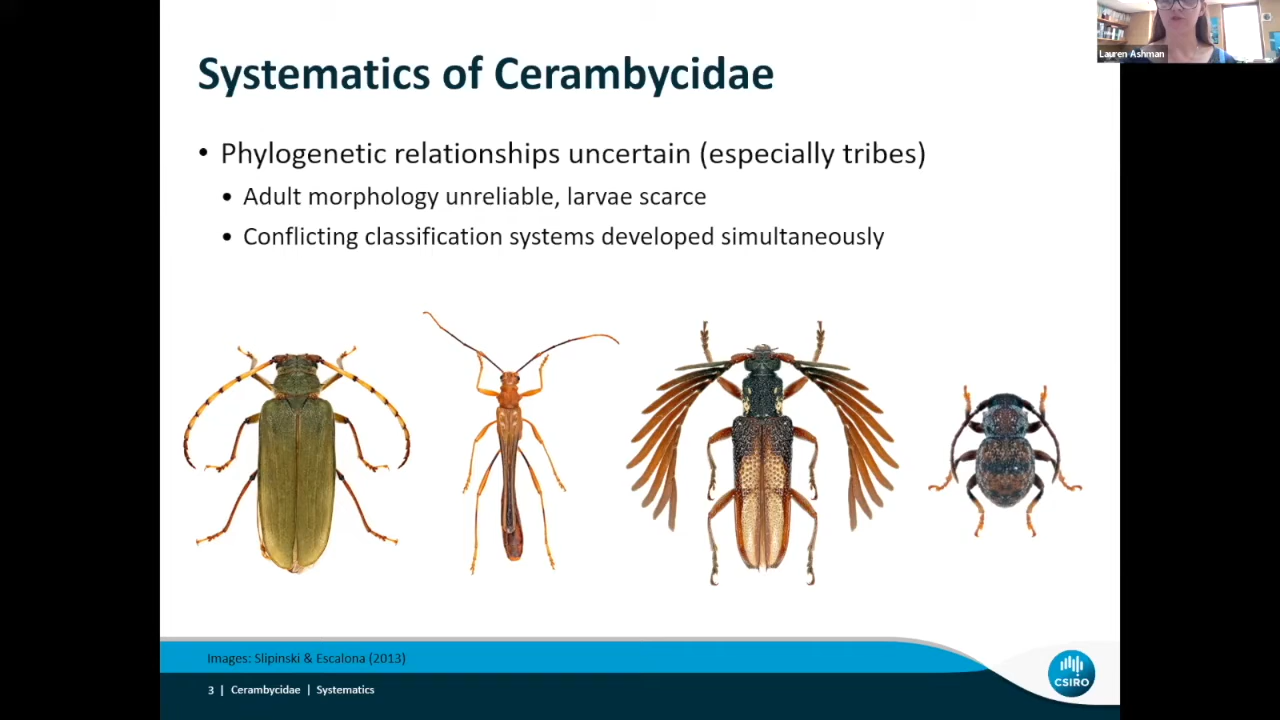 Systematics of Cerambycidae
Lauren Ashman
• Phylogenetic relationships uncertain (especially tribes)
• Adult morphology unreliable, larvae scarce
• Conflicting classification systems developed simultaneously
Images: Slipinski & Escalona (2013)
3 | Cerambycidae | Systematics
CSIRO